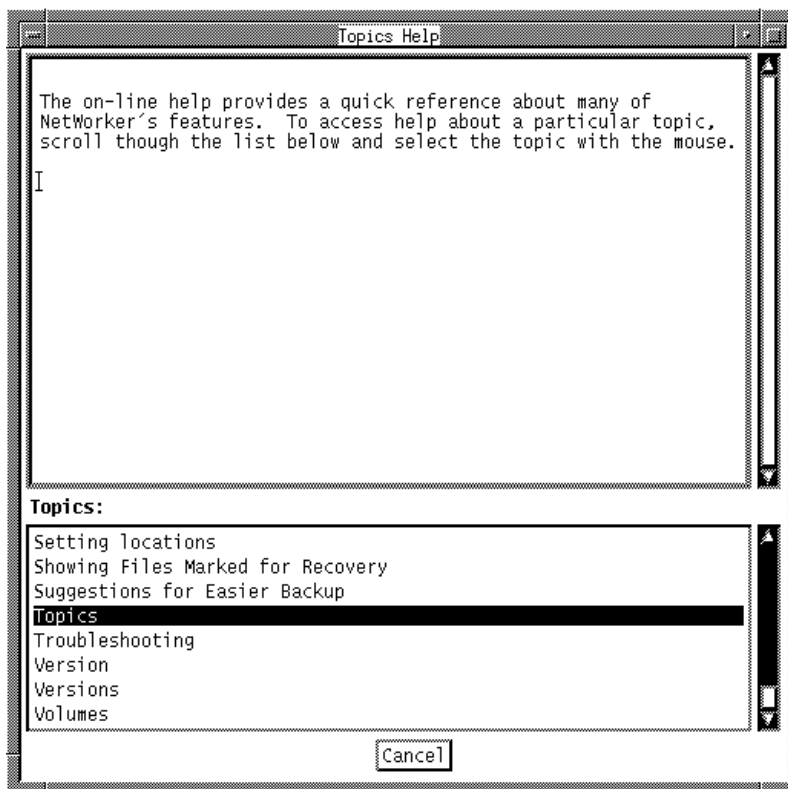 Topics Help
The on-line help provides a quick reference about many of
NetWorker´s features.  To access help about a particular topic,
scroll though the list below and select the topic with the mouse.
Topics:
Setting locations
Showing Files Marked for Recovery
Suggestions for Easier Backup
Topics
Troubleshooting
Version
Versions
Volumes
Cancel